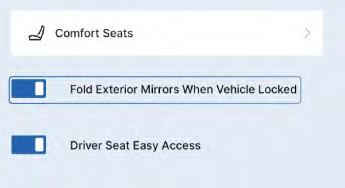 Comfort Seats
Fold Exterior Mirrors When Vehicle Locked
Driver Seat Easy Access